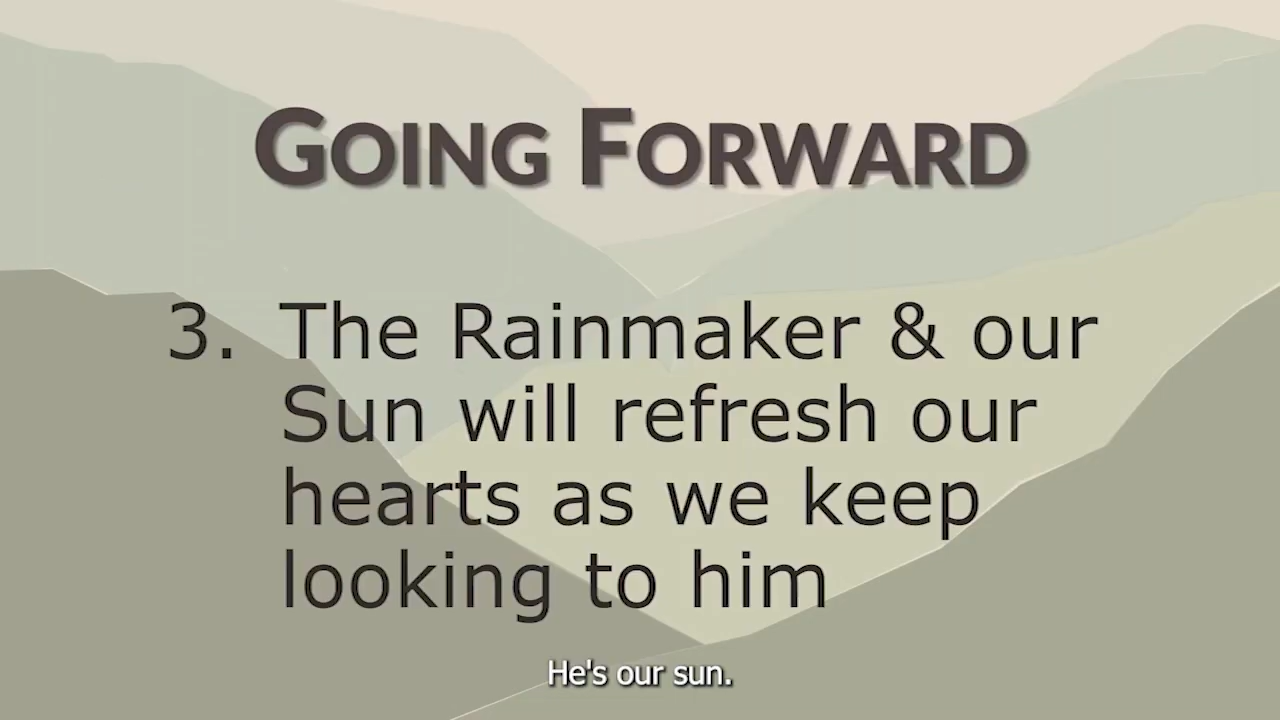 GOING FORWARD
3. The Rainmaker & our
Sun will refresh our
hearts as we keep
looking to him
He's our sun.